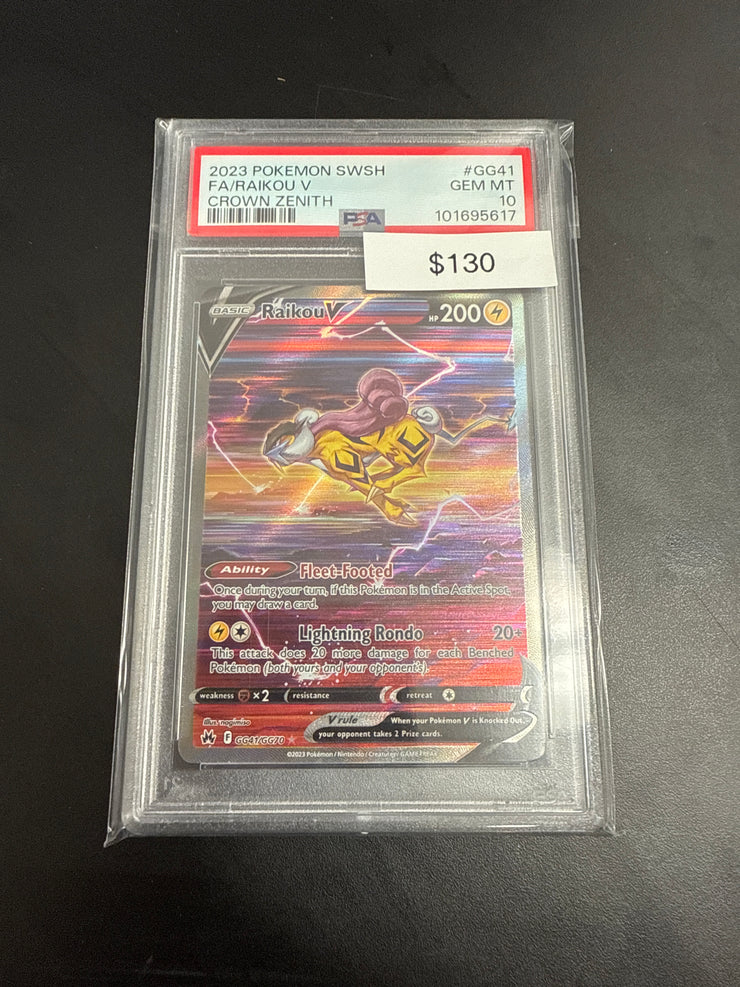 2023 POKEMON SWSH #GG41
FA/RAIKOU V GEM MT
CROWN ZENITH 10
PSA 101695617
$130
BASIC Raikou V HP 200
Ability Fleet-Footed
Once during your turn, if this Pokémon is in the Active Spot,
you may draw a card.
Lightning Rondo 20+
This attack does 20 more damage for each Benched
Pokémon (both yours and your opponent's).
weakness ×2 resistance retreat
Illus. nagimiso
V rule When your Pokémon V is Knocked Out,
your opponent takes 2 Prize cards.
F GG41/GG70
©2023 Pokémon / Nintendo / Creatures / GAME FREAK